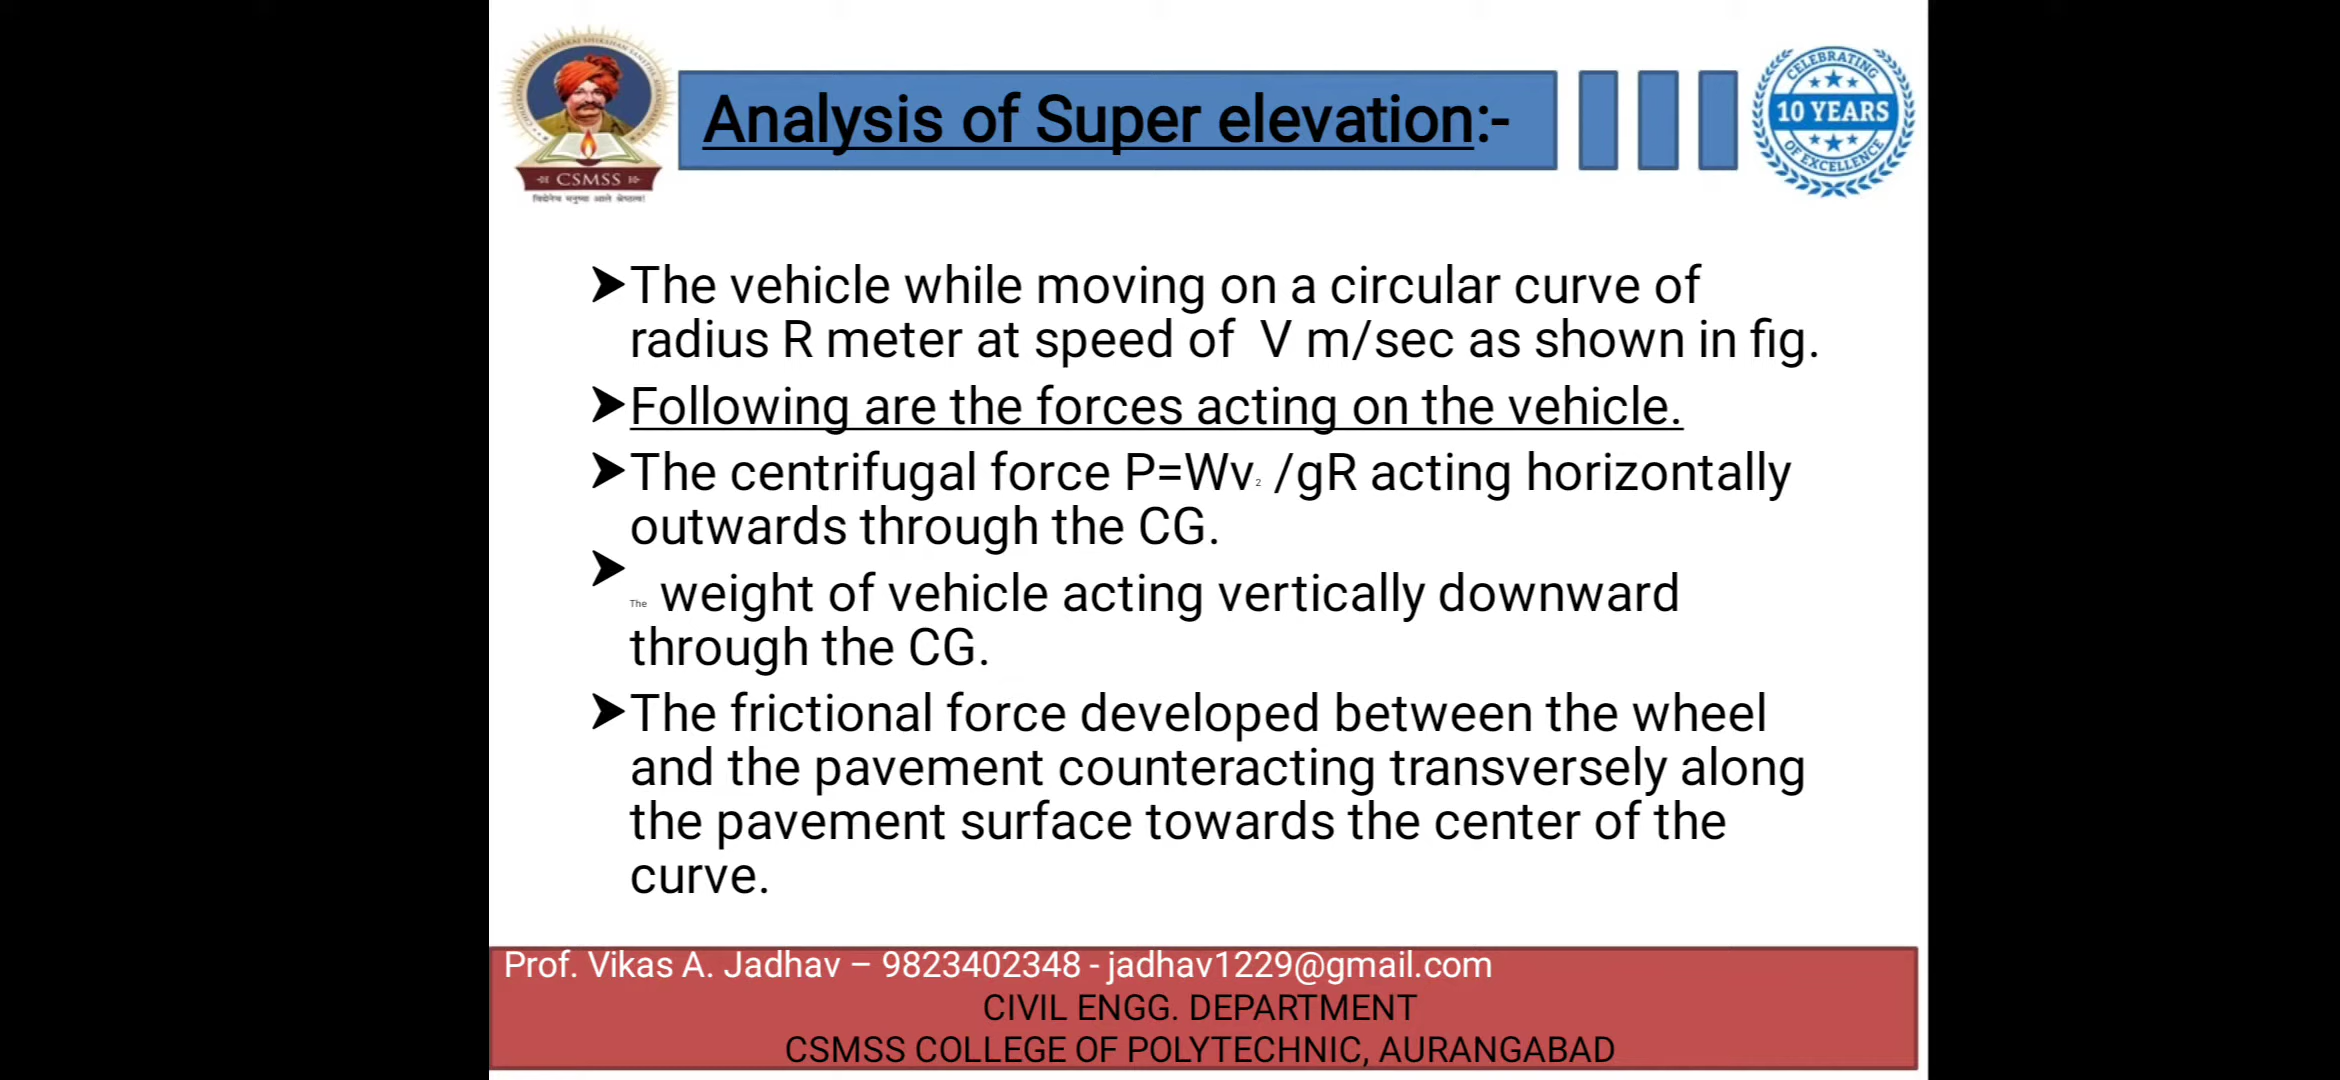 Analysis of Super elevation:-
CSMSS
CELEBRATING
10 YEARS
OF EXCELLENCE
➤The vehicle while moving on a circular curve of
radius R meter at speed of V m/sec as shown in fig.
➤Following are the forces acting on the vehicle.
➤The centrifugal force P=Wv₂ /gR acting horizontally
outwards through the CG.
➤The weight of vehicle acting vertically downward
through the CG.
➤The frictional force developed between the wheel
and the pavement counteracting transversely along
the pavement surface towards the center of the
curve.
Prof. Vikas A. Jadhav – 9823402348 - jadhav1229@gmail.com
CIVIL ENGG. DEPARTMENT
CSMSS COLLEGE OF POLYTECHNIC, AURANGABAD